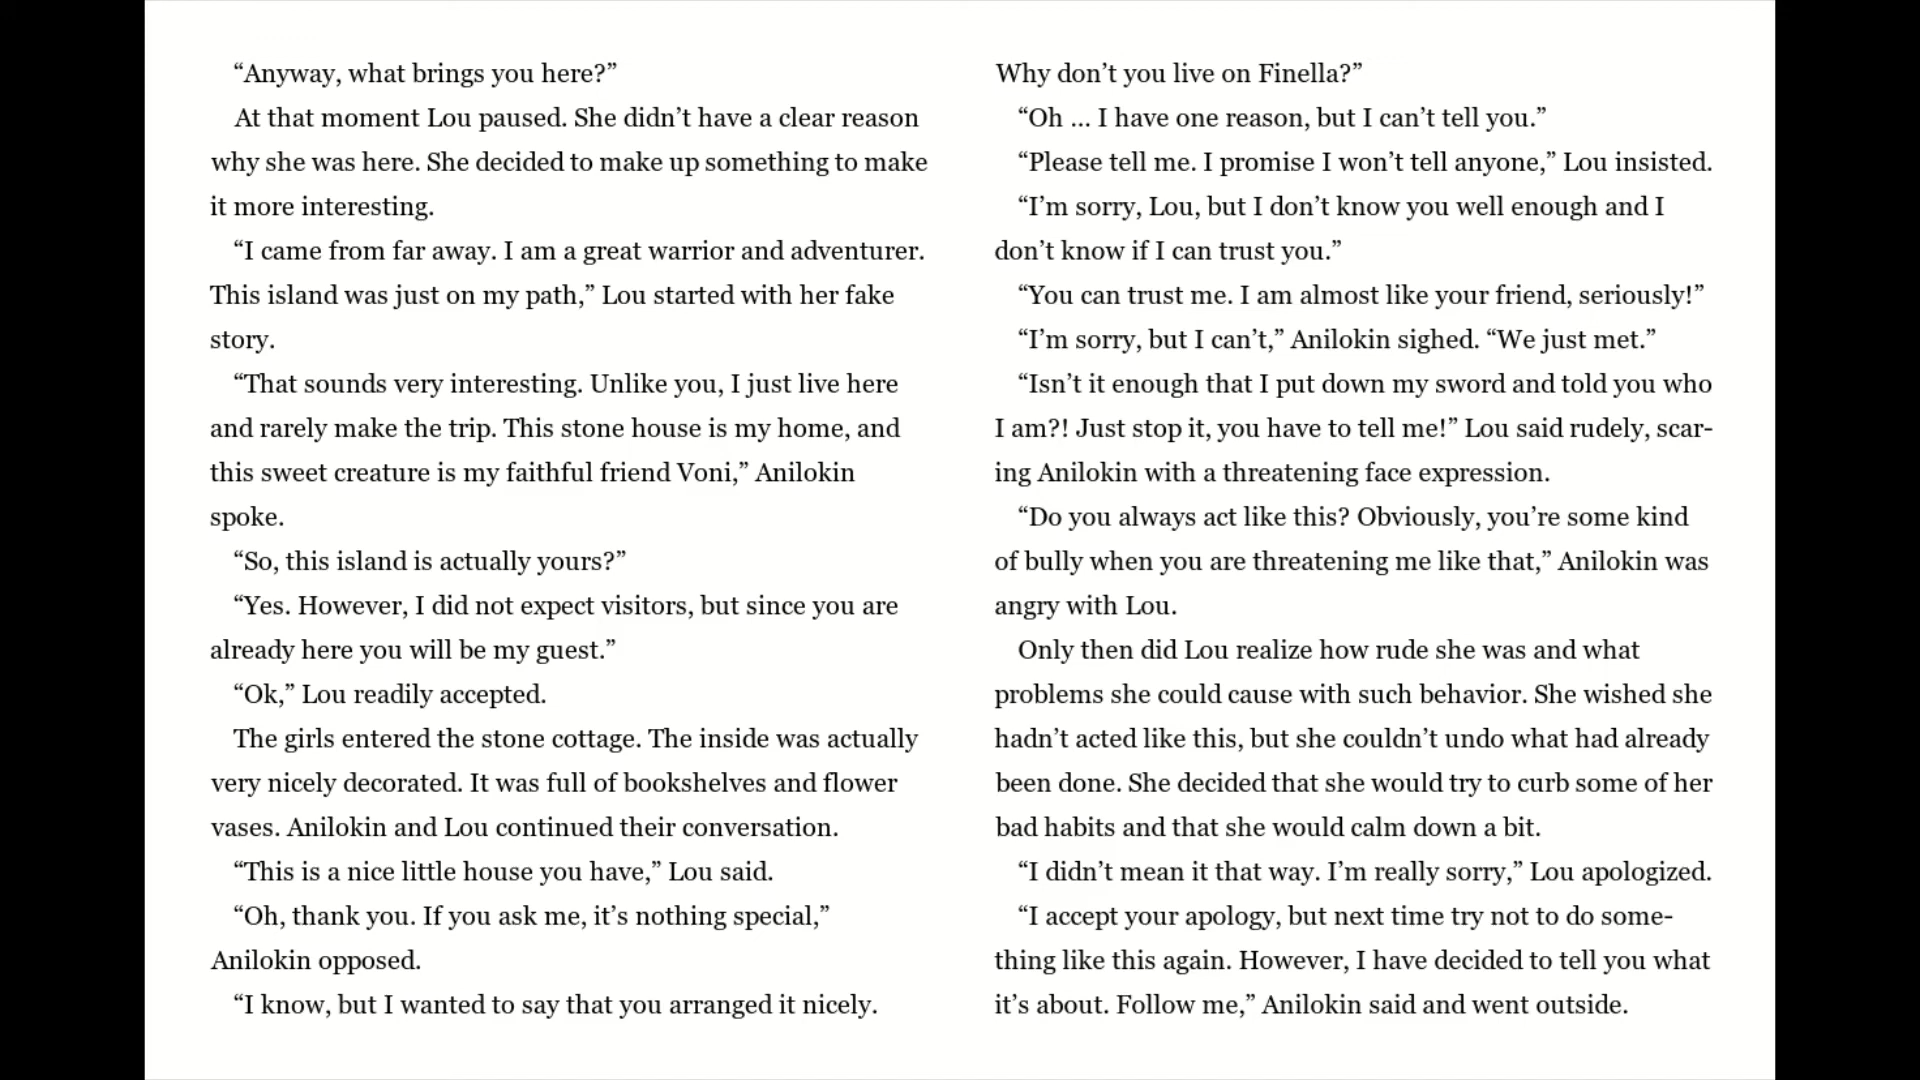 “Anyway, what brings you here?”
At that moment Lou paused. She didn’t have a clear reason
why she was here. She decided to make up something to make
it more interesting.
“I came from far away. I am a great warrior and adventurer.
This island was just on my path,” Lou started with her fake
story.
“That sounds very interesting. Unlike you, I just live here
and rarely make the trip. This stone house is my home, and
this sweet creature is my faithful friend Voni,” Anilokin
spoke.
“So, this island is actually yours?”
“Yes. However, I did not expect visitors, but since you are
already here you will be my guest.”
“Ok,” Lou readily accepted.
The girls entered the stone cottage. The inside was actually
very nicely decorated. It was full of bookshelves and flower
vases. Anilokin and Lou continued their conversation.
“This is a nice little house you have,” Lou said.
“Oh, thank you. If you ask me, it’s nothing special,”
Anilokin opposed.
“I know, but I wanted to say that you arranged it nicely.
Why don’t you live on Finella?”
“Oh ... I have one reason, but I can’t tell you.”
“Please tell me. I promise I won’t tell anyone,” Lou insisted.
“I’m sorry, Lou, but I don’t know you well enough and I
don’t know if I can trust you.”
“You can trust me. I am almost like your friend, seriously!”
“I’m sorry, but I can’t,” Anilokin sighed. “We just met.”
“Isn’t it enough that I put down my sword and told you who
I am?! Just stop it, you have to tell me!” Lou said rudely, scar-
ing Anilokin with a threatening face expression.
“Do you always act like this? Obviously, you’re some kind
of bully when you are threatening me like that,” Anilokin was
angry with Lou.
Only then did Lou realize how rude she was and what
problems she could cause with such behavior. She wished she
hadn’t acted like this, but she couldn’t undo what had already
been done. She decided that she would try to curb some of her
bad habits and that she would calm down a bit.
“I didn’t mean it that way. I’m really sorry,” Lou apologized.
“I accept your apology, but next time try not to do some-
thing like this again. However, I have decided to tell you what
it’s about. Follow me,” Anilokin said and went outside.